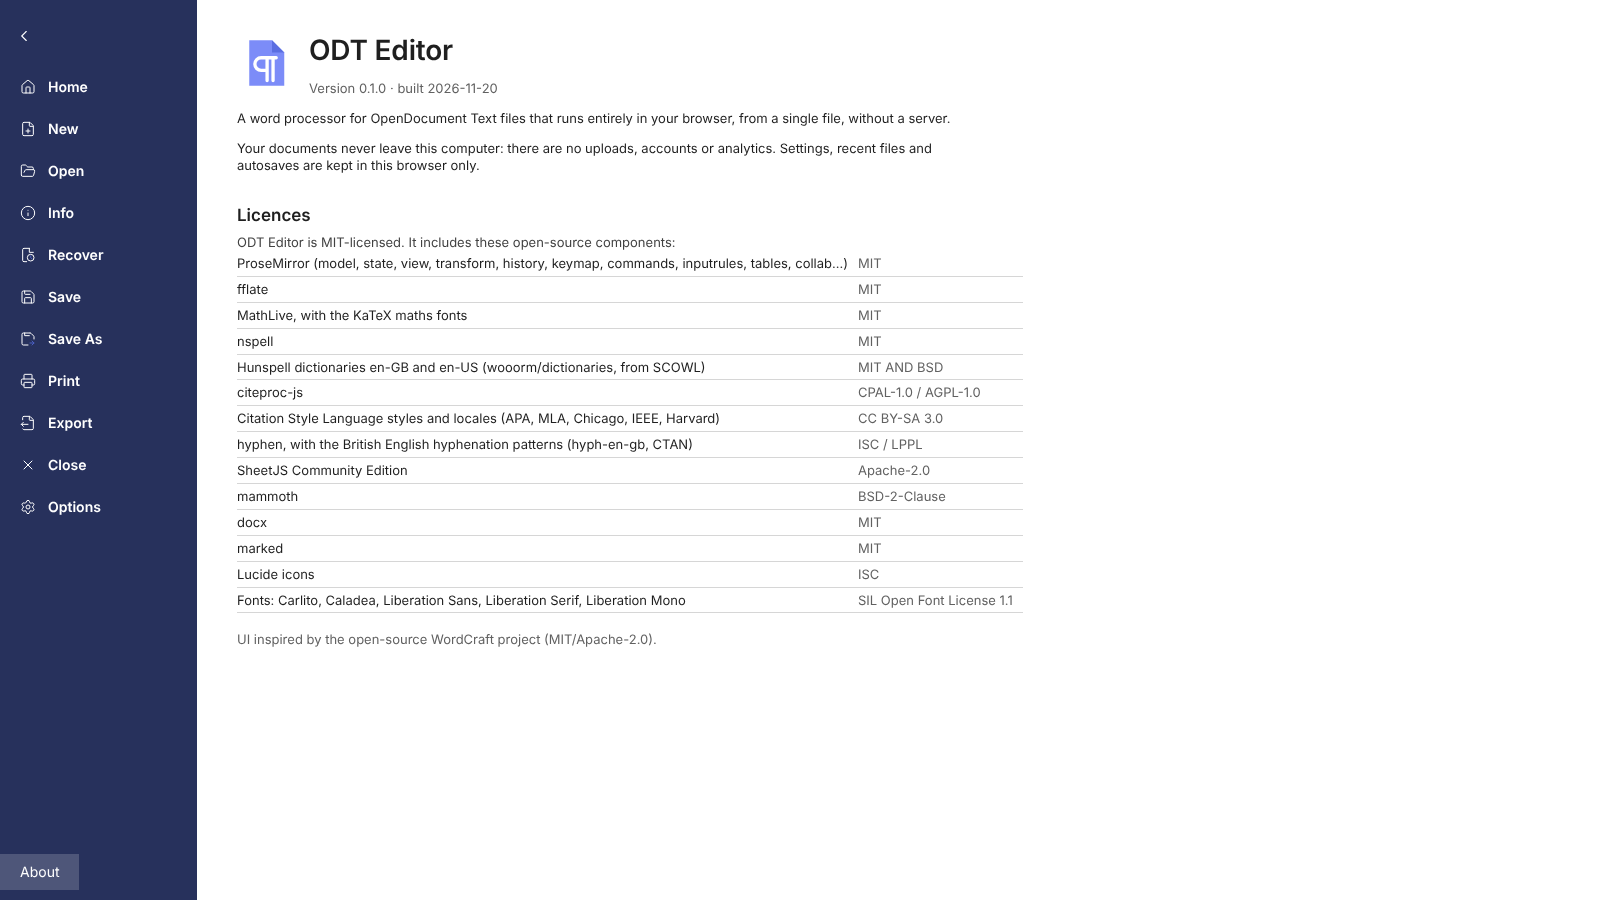 Home
New
Open
Info
Recover
Save
Save As
Print
Export
Close
Options
About
ODT Editor
Version 0.1.0 · built 2026-11-20
A word processor for OpenDocument Text files that runs entirely in your browser, from a single file, without a server.
Your documents never leave this computer: there are no uploads, accounts or analytics. Settings, recent files and
autosaves are kept in this browser only.
Licences
ODT Editor is MIT-licensed. It includes these open-source components:
ProseMirror (model, state, view, transform, history, keymap, commands, inputrules, tables, collab…) MIT
fflate MIT
MathLive, with the KaTeX maths fonts MIT
nspell MIT
Hunspell dictionaries en-GB and en-US (wooorm/dictionaries, from SCOWL) MIT AND BSD
citeproc-js CPAL-1.0 / AGPL-1.0
Citation Style Language styles and locales (APA, MLA, Chicago, IEEE, Harvard) CC BY-SA 3.0
hyphen, with the British English hyphenation patterns (hyph-en-gb, CTAN) ISC / LPPL
SheetJS Community Edition Apache-2.0
mammoth BSD-2-Clause
docx MIT
marked MIT
Lucide icons ISC
Fonts: Carlito, Caladea, Liberation Sans, Liberation Serif, Liberation Mono SIL Open Font License 1.1
UI inspired by the open-source WordCraft project (MIT/Apache-2.0).